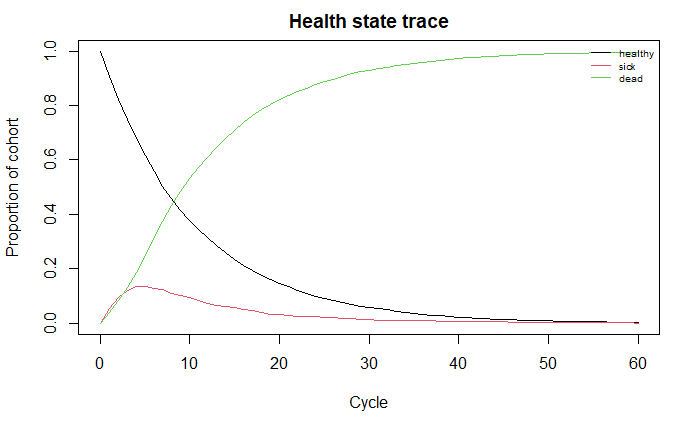 Health state trace
healthy
sick
dead
Proportion of cohort
1.0
0.8
0.6
0.4
0.2
0.0
0 10 20 30 40 50 60
Cycle